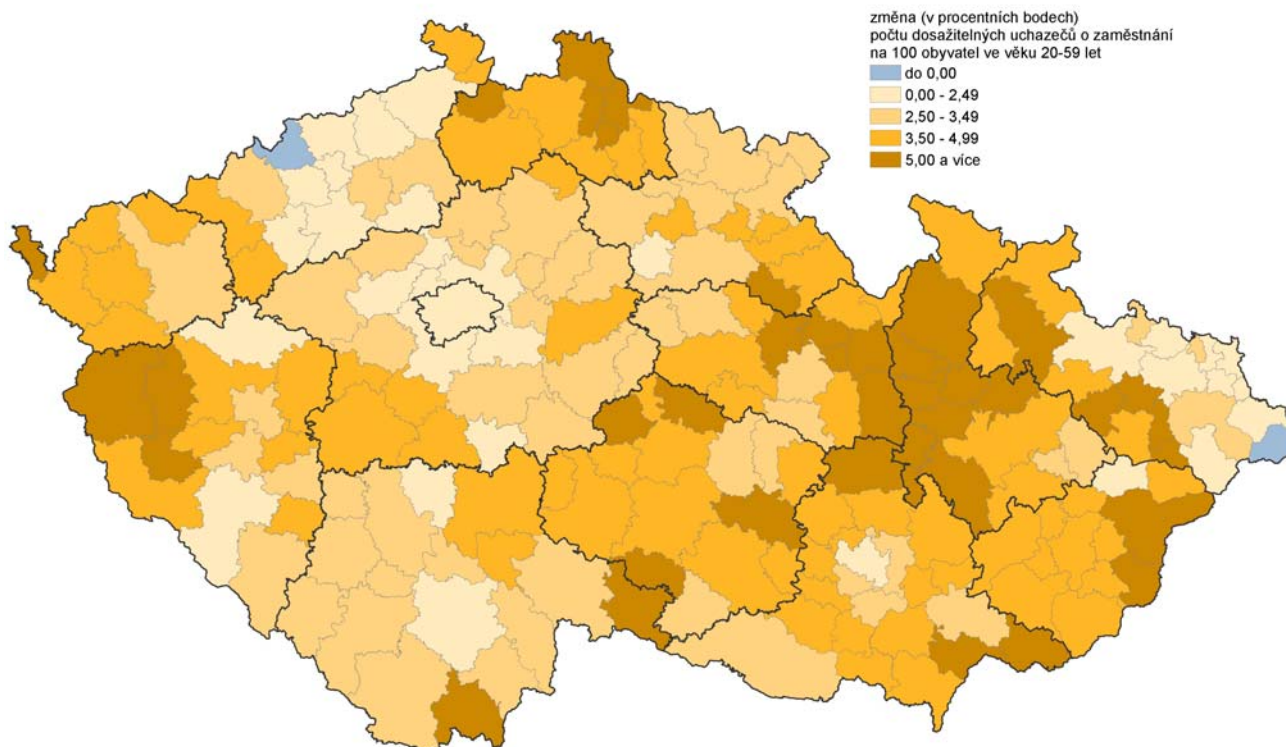 změna (v procentních bodech)
počtu dosažitelných uchazečů o zaměstnání
na 100 obyvatel ve věku 20-59 let
do 0,00
0,00 - 2,49
2,50 - 3,49
3,50 - 4,99
5,00 a více